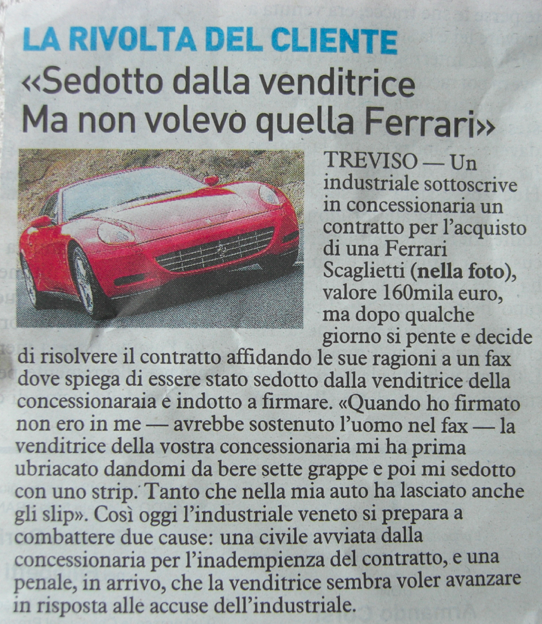 LA RIVOLTA DEL CLIENTE
«Sedotto dalla venditrice
Ma non volevo quella Ferrari»
TREVISO — Un
industriale sottoscrive
in concessionaria un
contratto per l'acquisto
di una Ferrari
Scaglietti (nella foto),
valore 160mila euro,
ma dopo qualche
giorno si pente e decide
di risolvere il contratto affidando le sue ragioni a un fax
dove spiega di essere stato sedotto dalla venditrice della
concessionaraia e indotto a firmare. «Quando ho firmato
non ero in me — avrebbe sostenuto l'uomo nel fax — la
venditrice della vostra concessionaria mi ha prima
ubriacato dandomi da bere sette grappe e poi mi sedotto
con uno strip. Tanto che nella mia auto ha lasciato anche
gli slip». Così oggi l'industriale veneto si prepara a
combattere due cause: una civile avviata dalla
concessionaria per l'inadempienza del contratto, e una
penale, in arrivo, che la venditrice sembra voler avanzare
in risposta alle accuse dell'industriale.